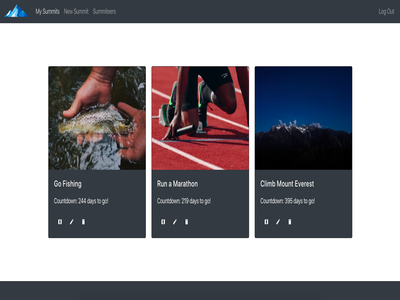 My Summits New Summit Summiteers Log Out
Go Fishing
Countdown: 244 days to go!
Run a Marathon
Countdown: 219 days to go!
Climb Mount Everest
Countdown: 395 days to go!